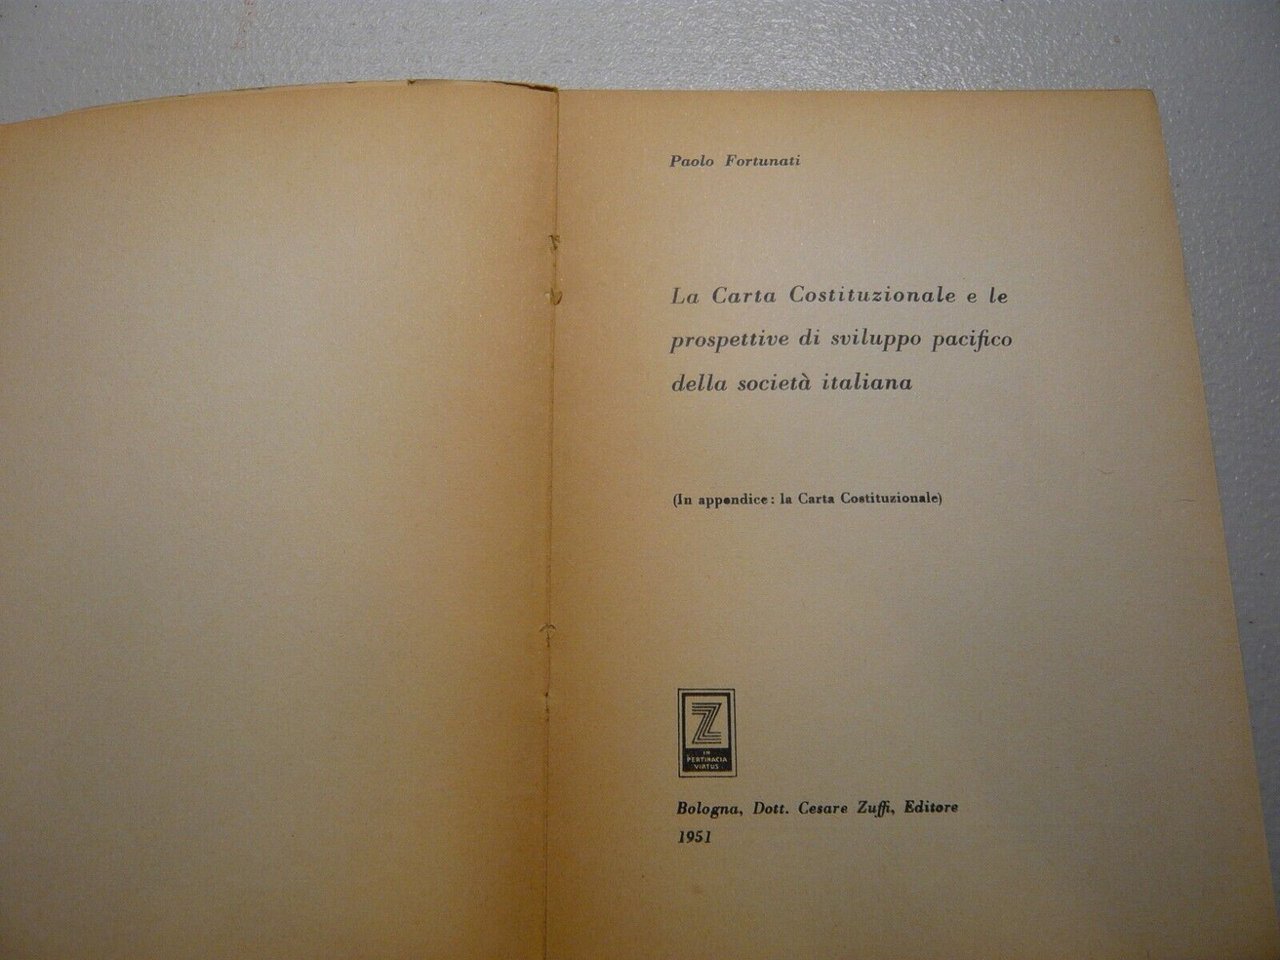 Paolo Fortunati
La Carta Costituzionale e le
prospettive di sviluppo pacifico
della società italiana
(In appendice: la Carta Costituzionale)
Z
IN
PERTINACIA
VIRTUS
Bologna, Dott. Cesare Zuffi, Editore
1951